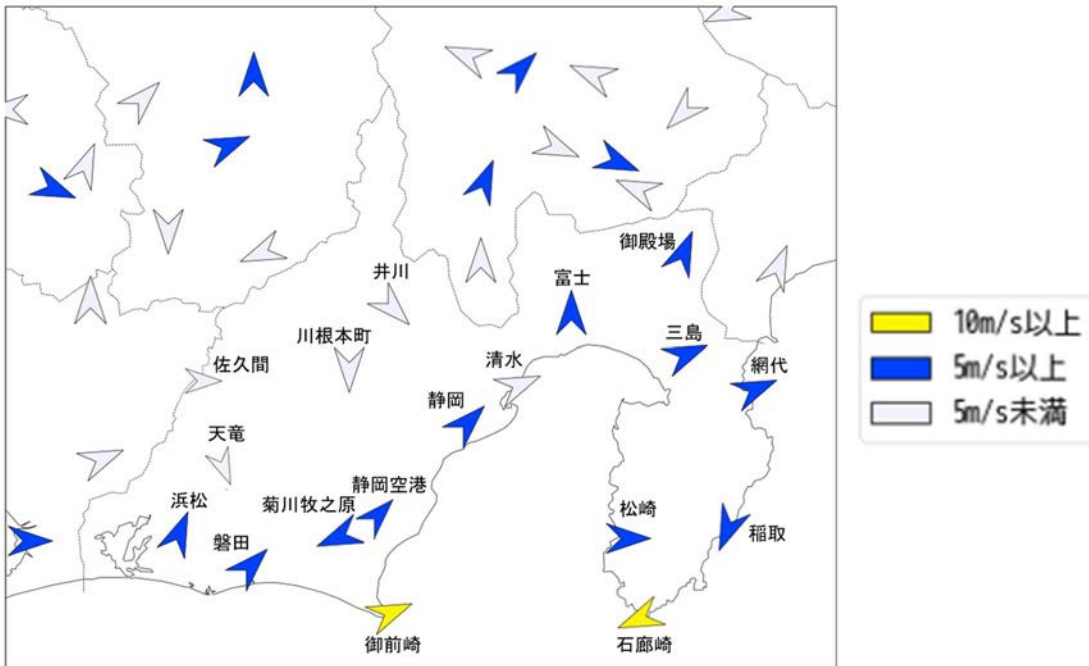 御殿場
井川
富士
10m/s以上
川根本町
三島
佐久間
清水
網代
5m/s以上
静岡
5m/s未満
天竜
静岡空港
浜松
菊川牧之原
松崎
稲取
磐田
御前崎
石廊崎